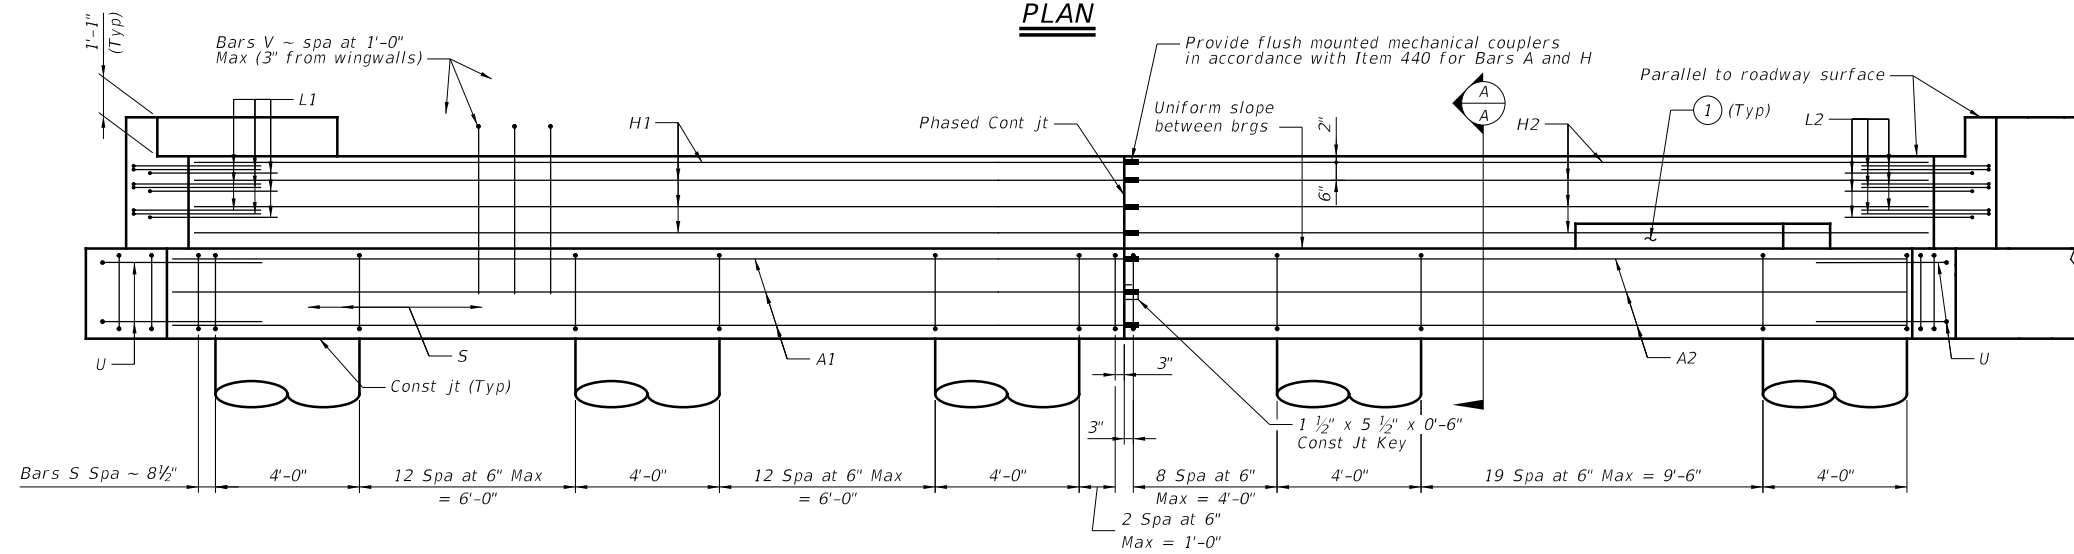 PLAN
1'-1"
(Typ)
Bars V ~ spa at 1'-0"
Max (3" from wingwalls)
Provide flush mounted mechanical couplers
in accordance with Item 440 for Bars A and H
Parallel to roadway surface
L1
H1
Phased Cont jt
Uniform slope
between brgs
A
A
2"
6"
H2
1 (Typ)
L2
U
S
Const jt (Typ)
A1
3"
3"
A2
U
1 ½" x 5 ½" x 0'-6"
Const Jt Key
Bars S Spa ~ 8½"
4'-0"
12 Spa at 6" Max
= 6'-0"
4'-0"
12 Spa at 6" Max
= 6'-0"
4'-0"
2 Spa at 6"
Max = 1'-0"
8 Spa at 6"
Max = 4'-0"
4'-0"
19 Spa at 6" Max = 9'-6"
4'-0"